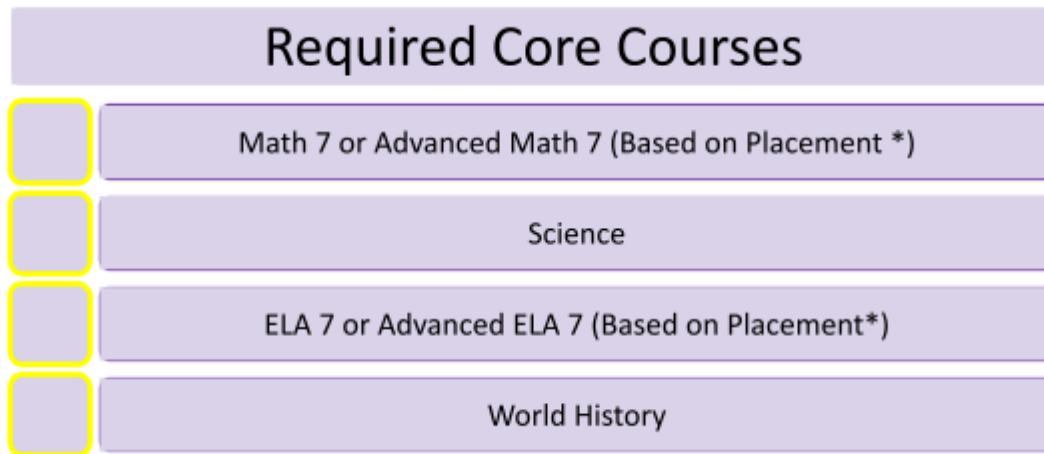 Required Core Courses
Math 7 or Advanced Math 7 (Based on Placement *)
Science
ELA 7 or Advanced ELA 7 (Based on Placement*)
World History